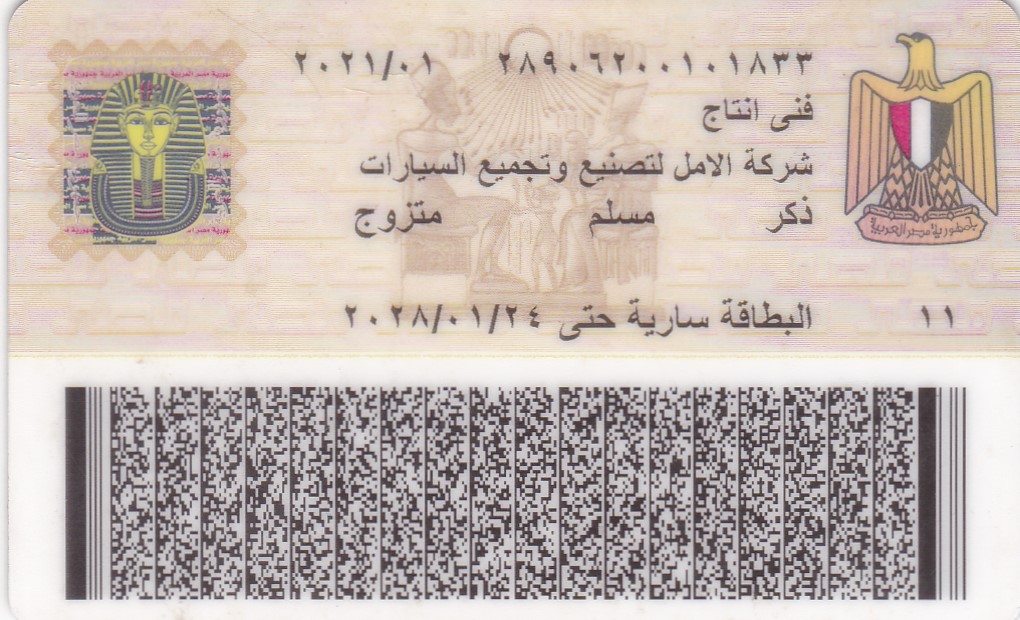 ٢٨٩٠٦٢٠٠١٠١٨٣٣ ٢٠٢١/٠١
فنى انتاج
شركة الامل لتصنيع وتجميع السيارات
ذكر مسلم متزوج
جمهورية مصر العربية
البطاقة سارية حتى ٢٠٢٨/٠١/٢٤
١١